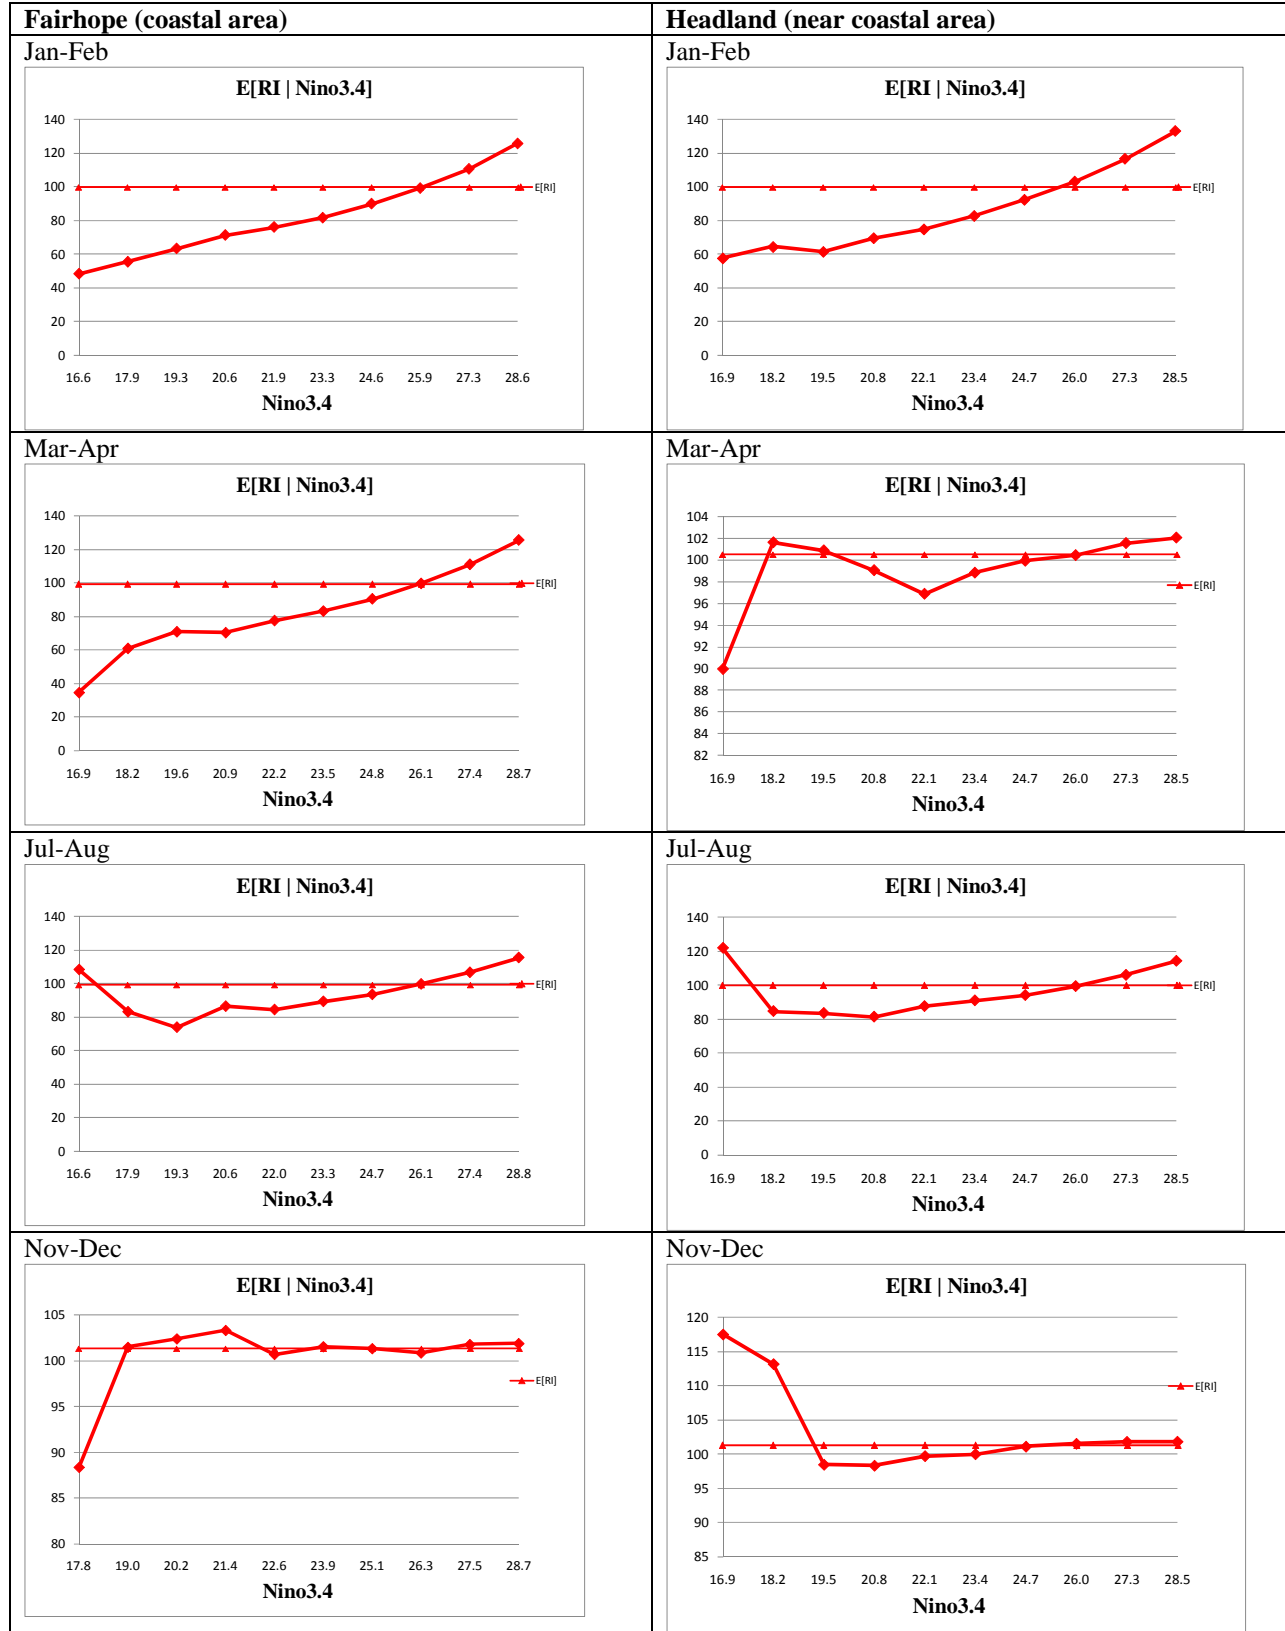 Fairhope (coastal area)
Headland (near coastal area)
Jan-Feb
E[RI | Nino3.4]
140
120
100
80
60
40
20
0
E[RI]
16.6 17.9 19.3 20.6 21.9 23.3 24.6 25.9 27.3 28.6
Nino3.4
Jan-Feb
E[RI | Nino3.4]
140
120
100
80
60
40
20
0
E[RI]
16.9 18.2 19.5 20.8 22.1 23.4 24.7 26.0 27.3 28.5
Nino3.4
Mar-Apr
E[RI | Nino3.4]
140
120
100
80
60
40
20
0
E[RI]
16.9 18.2 19.6 20.9 22.2 23.5 24.8 26.1 27.4 28.7
Nino3.4
Mar-Apr
E[RI | Nino3.4]
104
102
100
98
96
94
92
90
88
86
84
82
E[RI]
16.9 18.2 19.5 20.8 22.1 23.4 24.7 26.0 27.3 28.5
Nino3.4
Jul-Aug
E[RI | Nino3.4]
140
120
100
80
60
40
20
0
E[RI]
16.6 17.9 19.3 20.6 22.0 23.3 24.7 26.1 27.4 28.8
Nino3.4
Jul-Aug
E[RI | Nino3.4]
140
120
100
80
60
40
20
0
E[RI]
16.9 18.2 19.5 20.8 22.1 23.4 24.7 26.0 27.3 28.5
Nino3.4
Nov-Dec
E[RI | Nino3.4]
105
100
95
90
85
80
E[RI]
17.8 19.0 20.2 21.4 22.6 23.9 25.1 26.3 27.5 28.7
Nino3.4
Nov-Dec
E[RI | Nino3.4]
120
115
110
105
100
95
90
85
E[RI]
16.9 18.2 19.5 20.8 22.1 23.4 24.7 26.0 27.3 28.5
Nino3.4